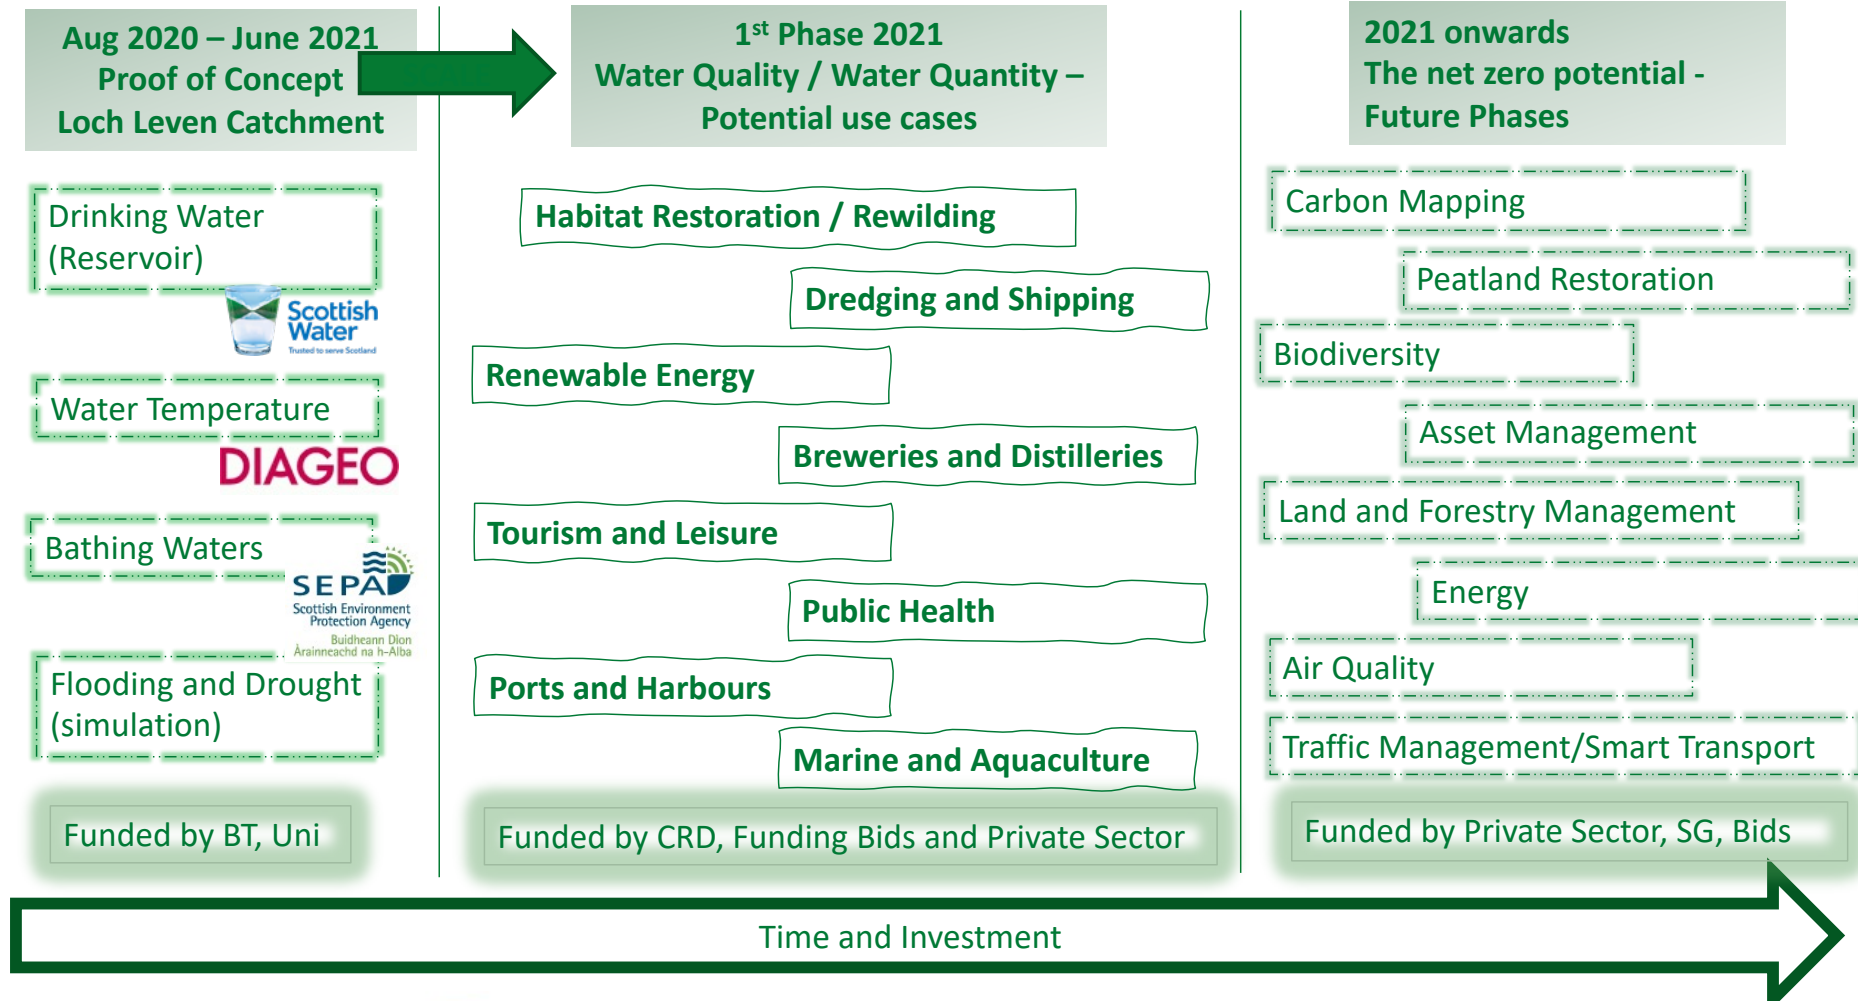 Aug 2020 – June 2021
Proof of Concept
Loch Leven Catchment
Drinking Water
(Reservoir)
Scottish
Water
Trusted to serve Scotland
Water Temperature
DIAGEO
Bathing Waters
SEPA
Scottish Environment
Protection Agency
Buidheann Dìon
Àrainneachd na h-Alba
Flooding and Drought
(simulation)
Funded by BT, Uni
1st Phase 2021
Water Quality / Water Quantity –
Potential use cases
Habitat Restoration / Rewilding
Dredging and Shipping
Renewable Energy
Breweries and Distilleries
Tourism and Leisure
Public Health
Ports and Harbours
Marine and Aquaculture
Funded by CRD, Funding Bids and Private Sector
2021 onwards
The net zero potential -
Future Phases
Carbon Mapping
Peatland Restoration
Biodiversity
Asset Management
Land and Forestry Management
Energy
Air Quality
Traffic Management/Smart Transport
Funded by Private Sector, SG, Bids
Time and Investment